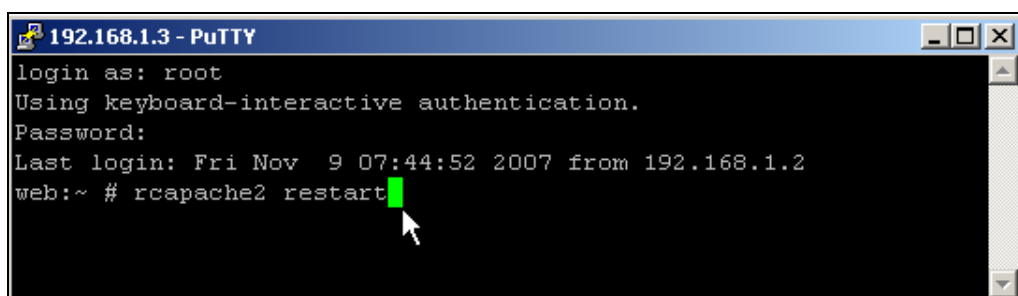 192.168.1.3 - PuTTY
login as: root
Using keyboard-interactive authentication.
Password:
Last login: Fri Nov  9 07:44:52 2007 from 192.168.1.2
web:~ # rcapache2 restart